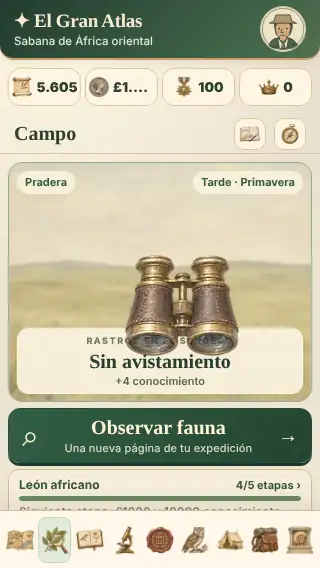 ✦ El Gran Atlas
Sabana de África oriental
5.605
£1....
100
0
Campo
Pradera
Tarde · Primavera
Sin avistamiento
+4 conocimiento
Observar fauna
Una nueva página de tu expedición
León africano
4/5 etapas ›